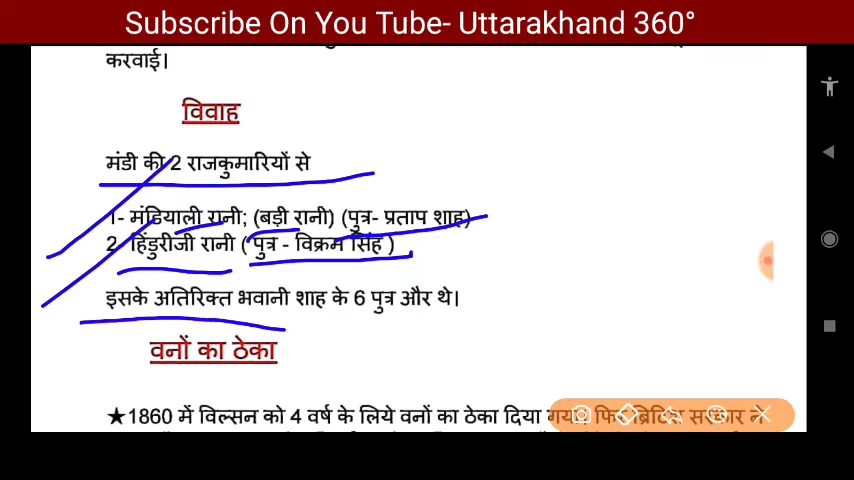 Subscribe On You Tube- Uttarakhand 360°
करवाई।
विवाह
मंडी की 2 राजकुमारियों से
1- मंडियाली रानी; (बड़ी रानी) (पुत्र- प्रताप शाह)
2- हिंडुरीजी रानी ( पुत्र - विक्रम सिंह )
इसके अतिरिक्त भवानी शाह के 6 पुत्र और थे।
वनों का ठेका
★1860 में विल्सन को 4 वर्ष के लिये वनों का ठेका दिया गया। फिर ब्रिटिश सरकार ने